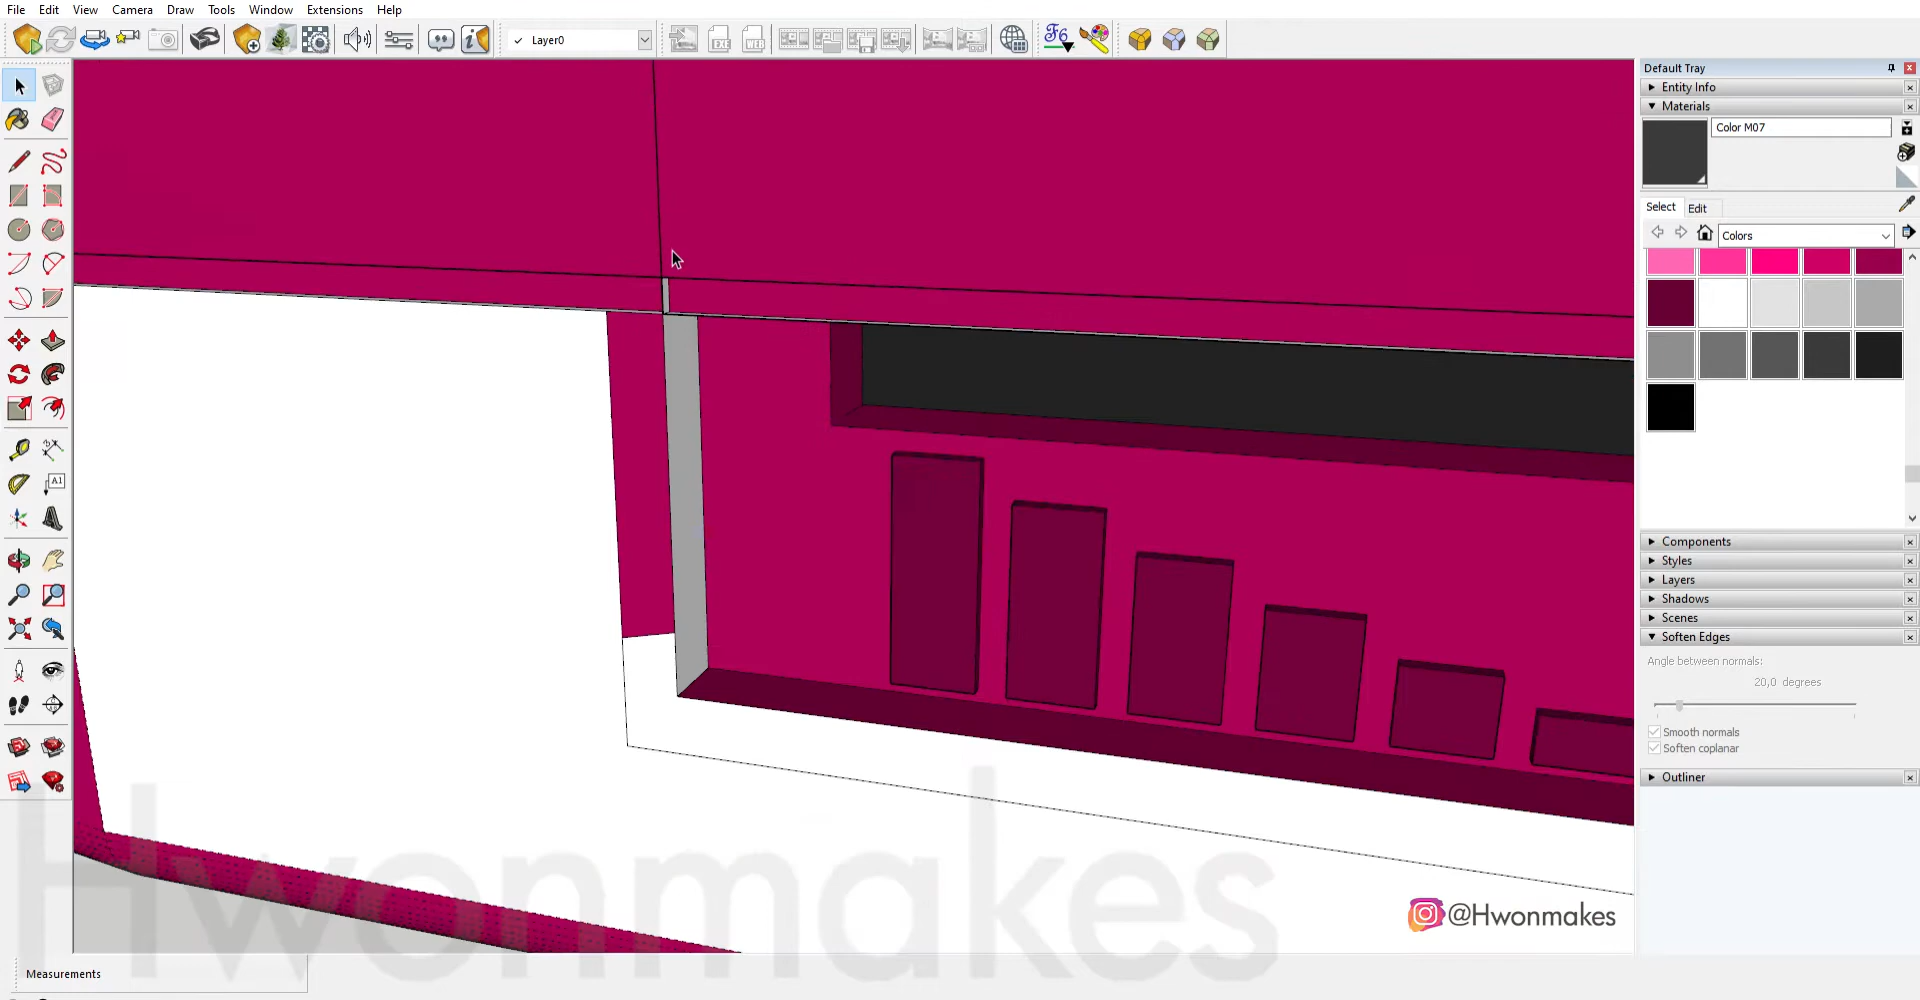 File Edit View Camera Draw Tools Window Extensions Help
✓ Layer0
Default Tray
Entity Info
Materials
Color M07
Select Edit
Colors
Components
Styles
Layers
Shadows
Scenes
Soften Edges
Angle between normals:
20,0 degrees
Smooth normals
Soften coplanar
Outliner
Hwonmakes
@Hwonmakes
Measurements